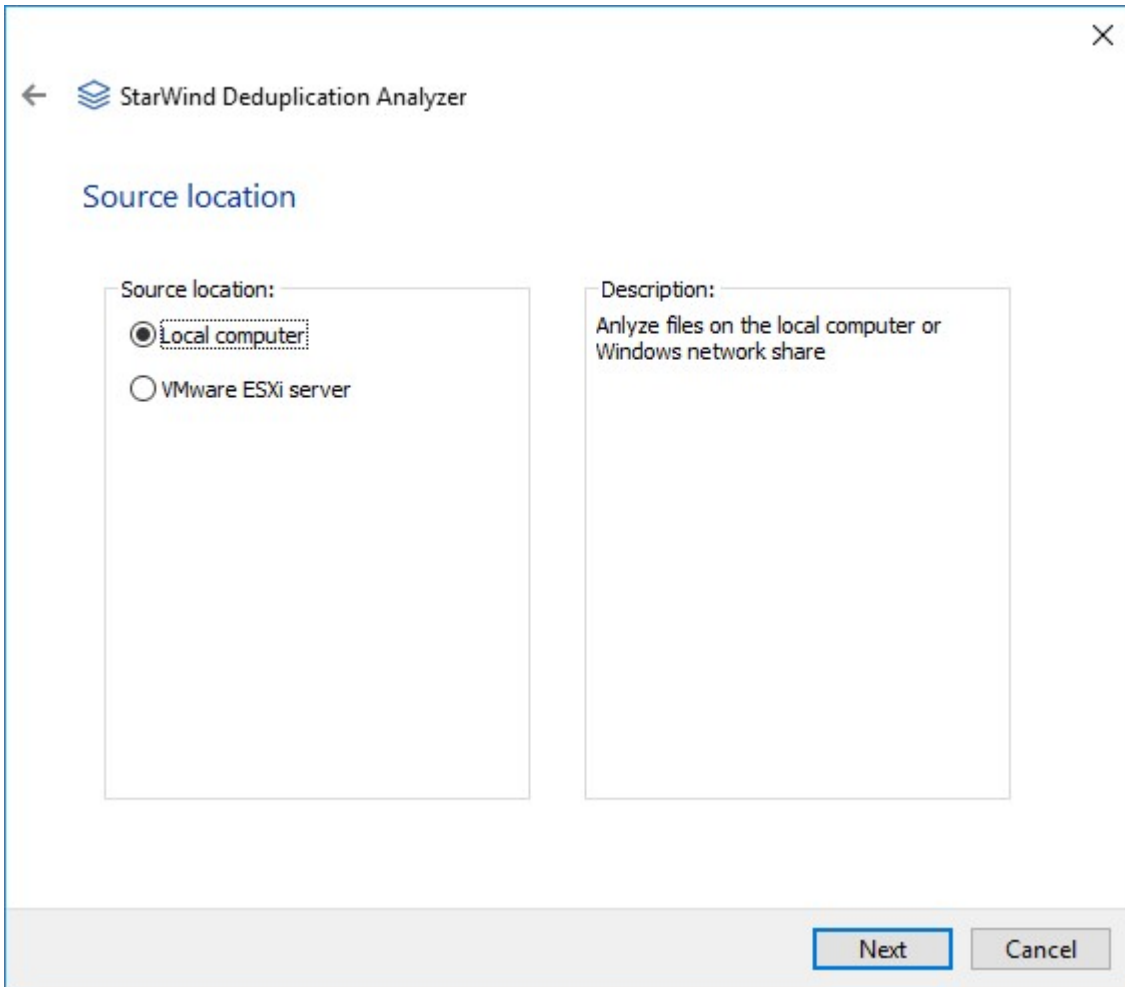 StarWind Deduplication Analyzer
Source location
Source location:
Local computer
VMware ESXi server
Description:
Anlyze files on the local computer or
Windows network share
Next
Cancel